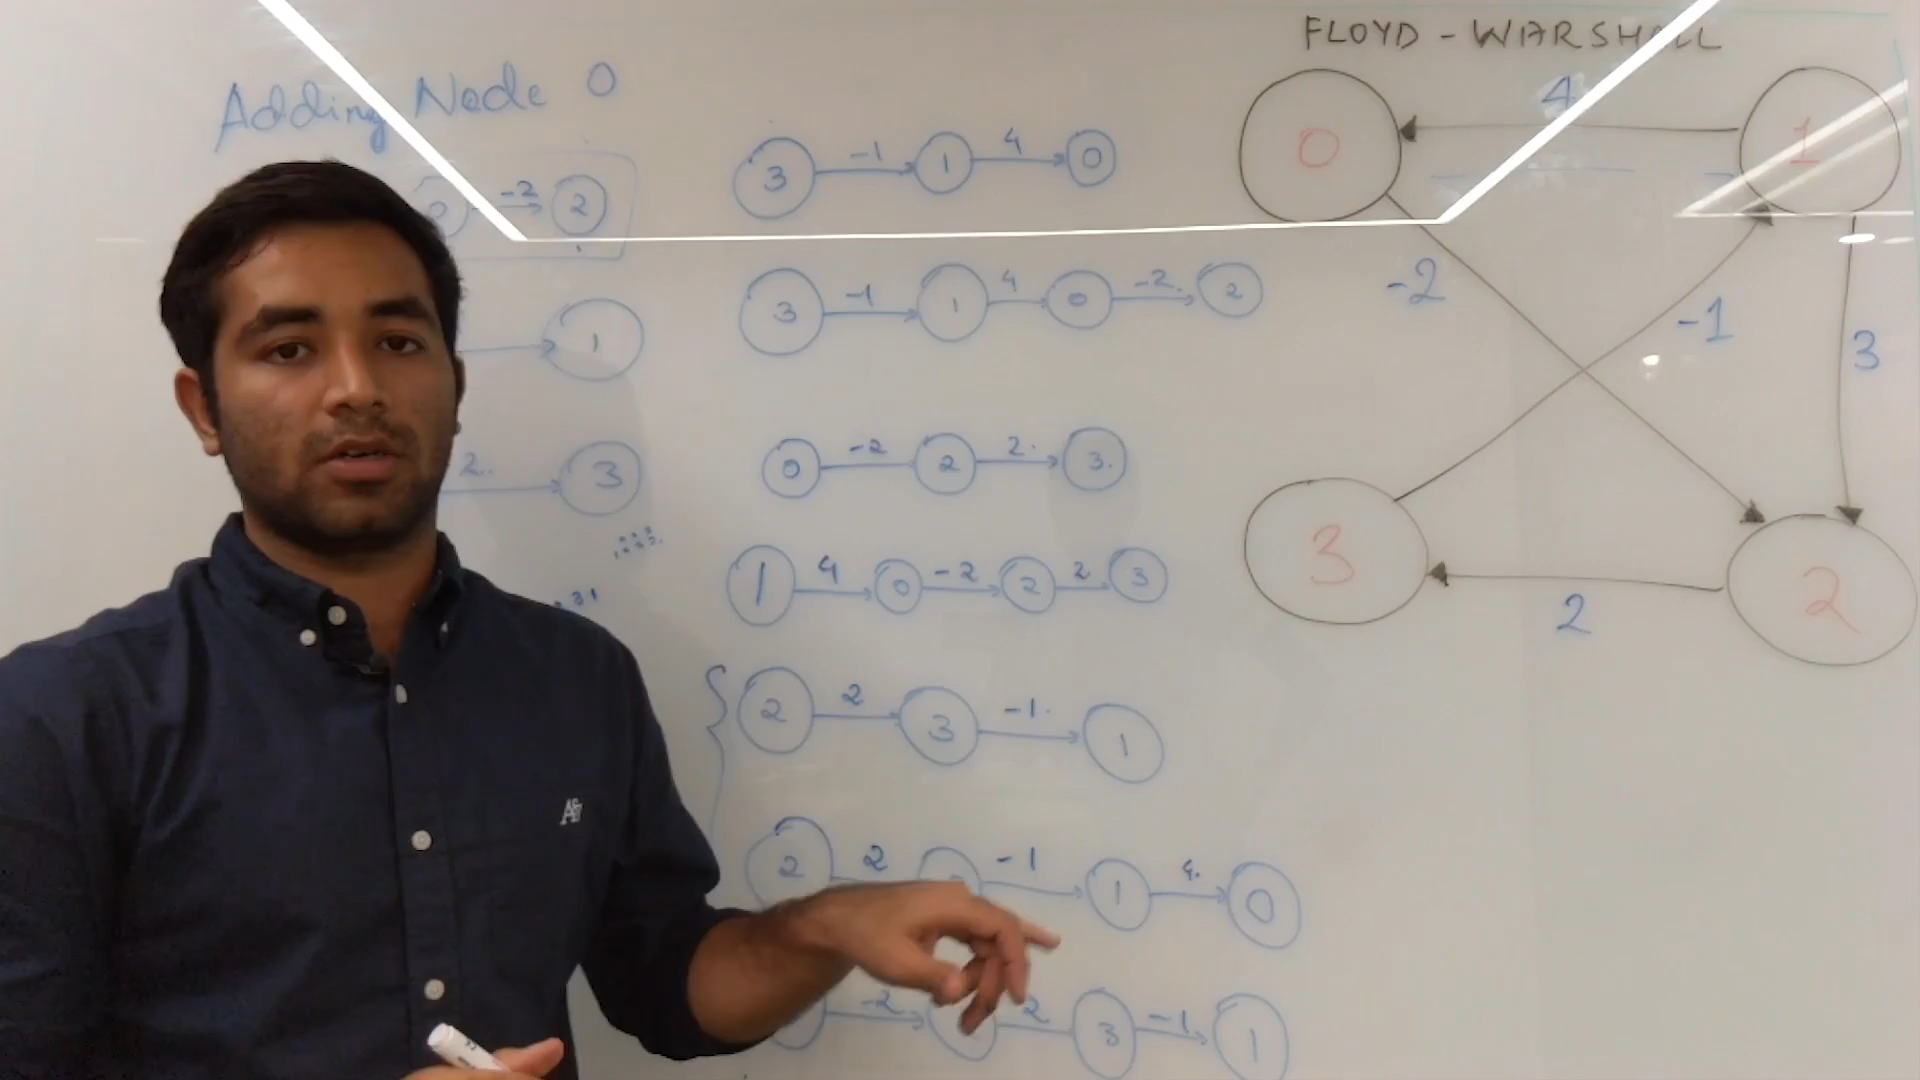 FLOYD - WARSHALL
Adding Node 0
0 -2 2
1
2 3
3 -1 1 4 0
3 -1 1 4 0 -2 2
0 -2 2 2 3
1 4 0 -2 2 2 3
2 2 3 -1 1
2 2 -1 1 4 0
-2 2 3 -1 1
0 4 1
-2 -1 3
3 2 2